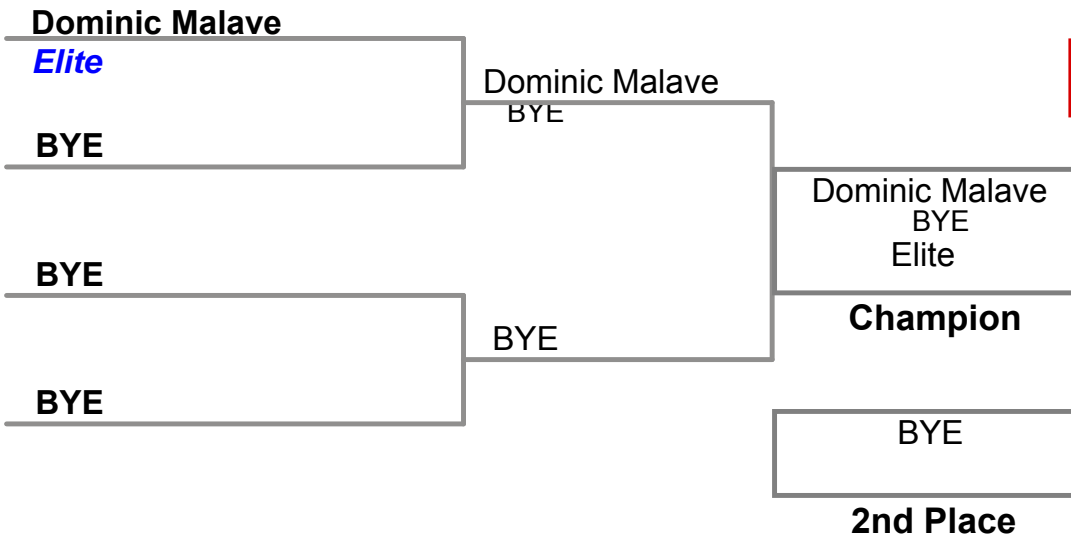 Dominic Malave
Elite
BYE
BYE
BYE
Dominic Malave
BYE
BYE
Dominic Malave
BYE
Elite
Champion
BYE
2nd Place